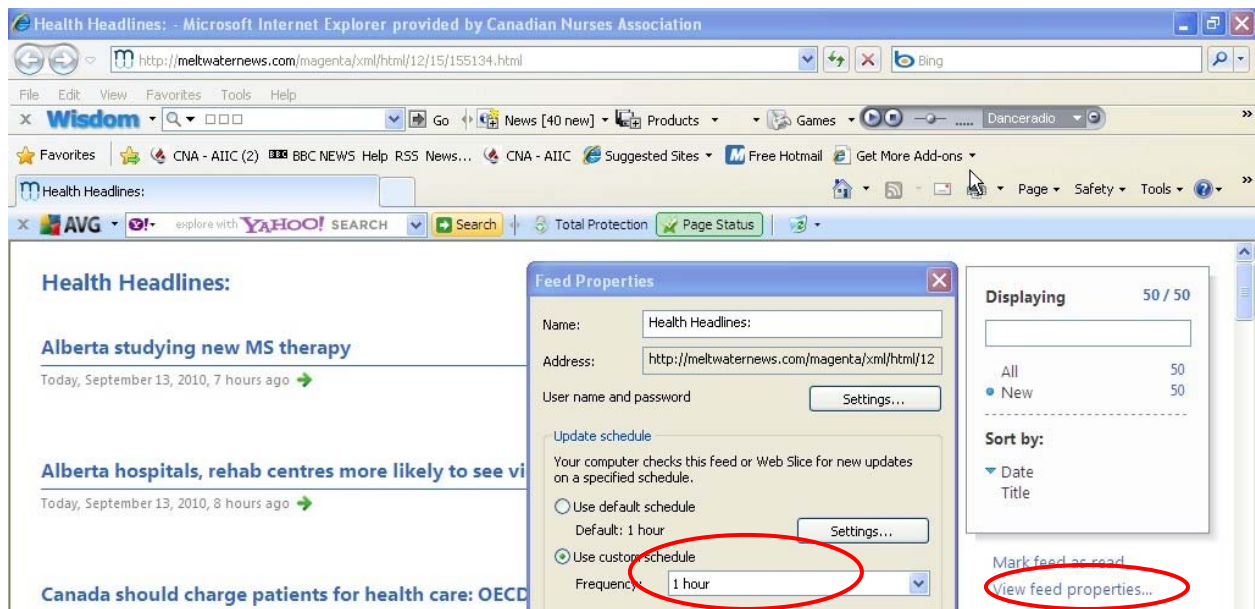 Health Headlines: - Microsoft Internet Explorer provided by Canadian Nurses Association
http://meltwaternews.com/magenta/xml/html/12/15/155134.html
Bing
File Edit View Favorites Tools Help
x Wisdom Go News [40 new] Products Games ..... Danceradio »
Favorites CNA - AIIC (2) BBC NEWS Help RSS News... CNA - AIIC Suggested Sites Free Hotmail Get More Add-ons
Health Headlines: Page Safety Tools »
x AVG explore with YAHOO! SEARCH Search Total Protection Page Status
Health Headlines:
Alberta studying new MS therapy
Today, September 13, 2010, 7 hours ago
Alberta hospitals, rehab centres more likely to see vi
Today, September 13, 2010, 8 hours ago
Canada should charge patients for health care: OECD
Feed Properties
Name: Health Headlines:
Address: http://meltwaternews.com/magenta/xml/html/12
User name and password Settings...
Update schedule
Your computer checks this feed or Web Slice for new updates
on a specified schedule.
Use default schedule
Default: 1 hour Settings...
Use custom schedule
Frequency: 1 hour
Displaying 50 / 50
All 50
New 50
Sort by:
Date
Title
Mark feed as read
View feed properties...